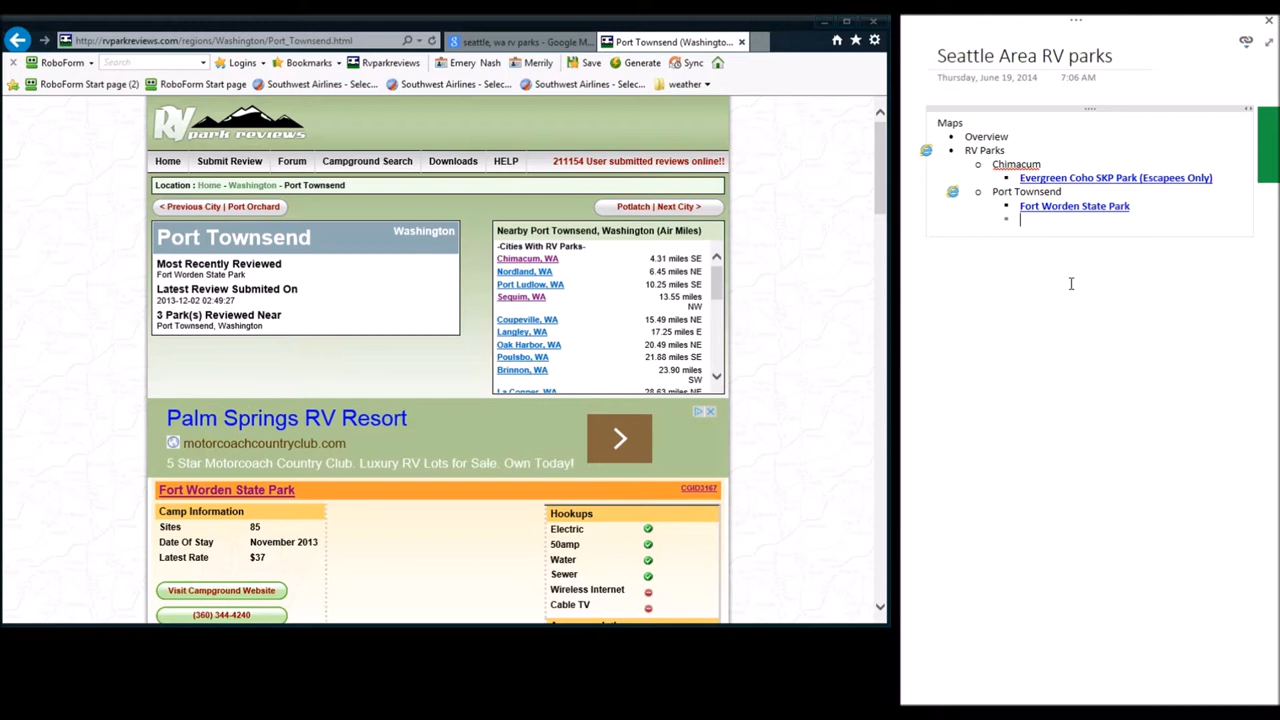 http://rvparkreviews.com/regions/Washington/Port_Townsend.html
seattle, wa rv parks - Google M...
Port Townsend (Washingto...
RoboForm
Search
Logins
Bookmarks
Rvparkreviews
Emery Nash
Merrily
Save
Generate
Sync
RoboForm Start page (2)
RoboForm Start page
Southwest Airlines - Selec...
Southwest Airlines - Selec...
Southwest Airlines - Selec...
weather
RV park reviews
Home Submit Review Forum Campground Search Downloads HELP 211154 User submitted reviews online!!
Location : Home - Washington - Port Townsend
< Previous City | Port Orchard
Potlatch | Next City >
Port Townsend Washington
Most Recently Reviewed
Fort Worden State Park
Latest Review Submited On
2013-12-02 02:49:27
3 Park(s) Reviewed Near
Port Townsend, Washington
Nearby Port Townsend, Washington (Air Miles)
-Cities With RV Parks-
Chimacum, WA 4.31 miles SE
Nordland, WA 6.45 miles NE
Port Ludlow, WA 10.25 miles SE
Sequim, WA 13.55 miles
NW
Coupeville, WA 15.49 miles NE
Langley, WA 17.25 miles E
Oak Harbor, WA 20.49 miles NE
Poulsbo, WA 21.88 miles SE
Brinnon, WA 23.90 miles
SW
La Conner, WA 28.63 miles NE
Palm Springs RV Resort
motorcoachcountryclub.com
5 Star Motorcoach Country Club. Luxury RV Lots for Sale. Own Today!
Fort Worden State Park CGID3167
Camp Information
Sites 85
Date Of Stay November 2013
Latest Rate $37
Visit Campground Website
(360) 344-4240
Hookups
Electric
50amp
Water
Sewer
Wireless Internet
Cable TV
Seattle Area RV parks
Thursday, June 19, 2014 7:06 AM
Maps
• Overview
• RV Parks
○ Chimacum
▪ Evergreen Coho SKP Park (Escapees Only)
○ Port Townsend
▪ Fort Worden State Park